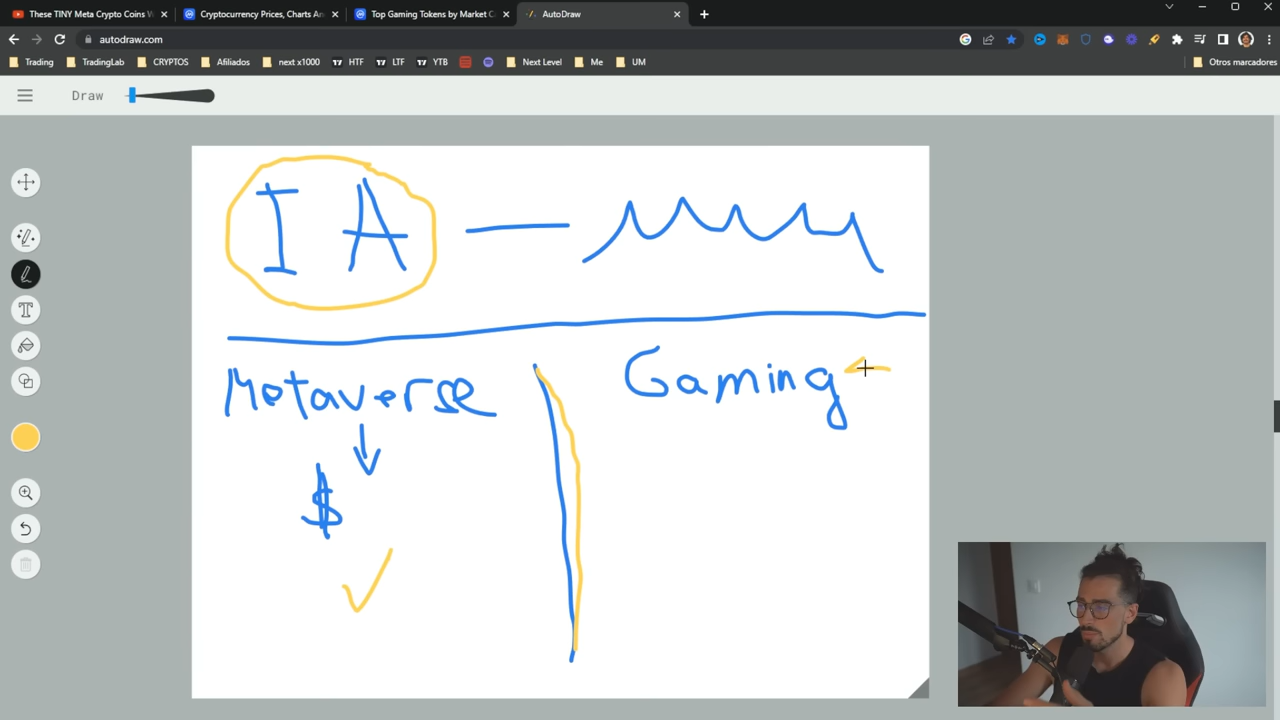 These TINY Meta Crypto Coins W
Cryptocurrency Prices, Charts An
Top Gaming Tokens by Market C
AutoDraw
autodraw.com
Trading
TradingLab
CRYPTOS
Afiliados
next x1000
HTF
LTF
YTB
Next Level
Me
UM
Otros marcadores
Draw
I A
Metaverse
Gaming
$